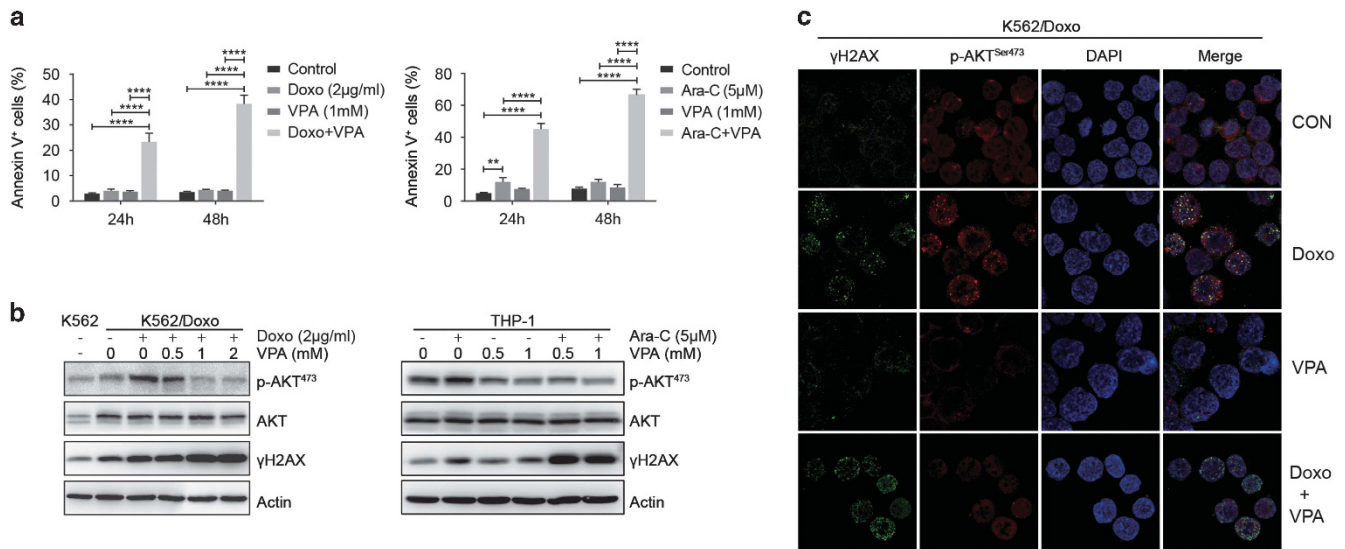 a
Annexin V⁺ cells (%)
50
40
30
20
10
0
24h
48h
****
****
****
****
****
****
Control
Doxo (2µg/ml)
VPA (1mM)
Doxo+VPA
Annexin V⁺ cells (%)
80
60
40
20
0
24h
48h
**
****
****
****
****
****
Control
Ara-C (5µM)
VPA (1mM)
Ara-C+VPA
b
K562 K562/Doxo
- - + + + + Doxo (2µg/ml)
- 0 0 0.5 1 2 VPA (mM)
p-AKT⁴⁷³
AKT
γH2AX
Actin
THP-1
- + - - + + Ara-C (5µM)
0 0 0.5 1 0.5 1 VPA (mM)
p-AKT⁴⁷³
AKT
γH2AX
Actin
c
K562/Doxo
γH2AX p-AKT^Ser473 DAPI Merge
CON
Doxo
VPA
Doxo
+
VPA